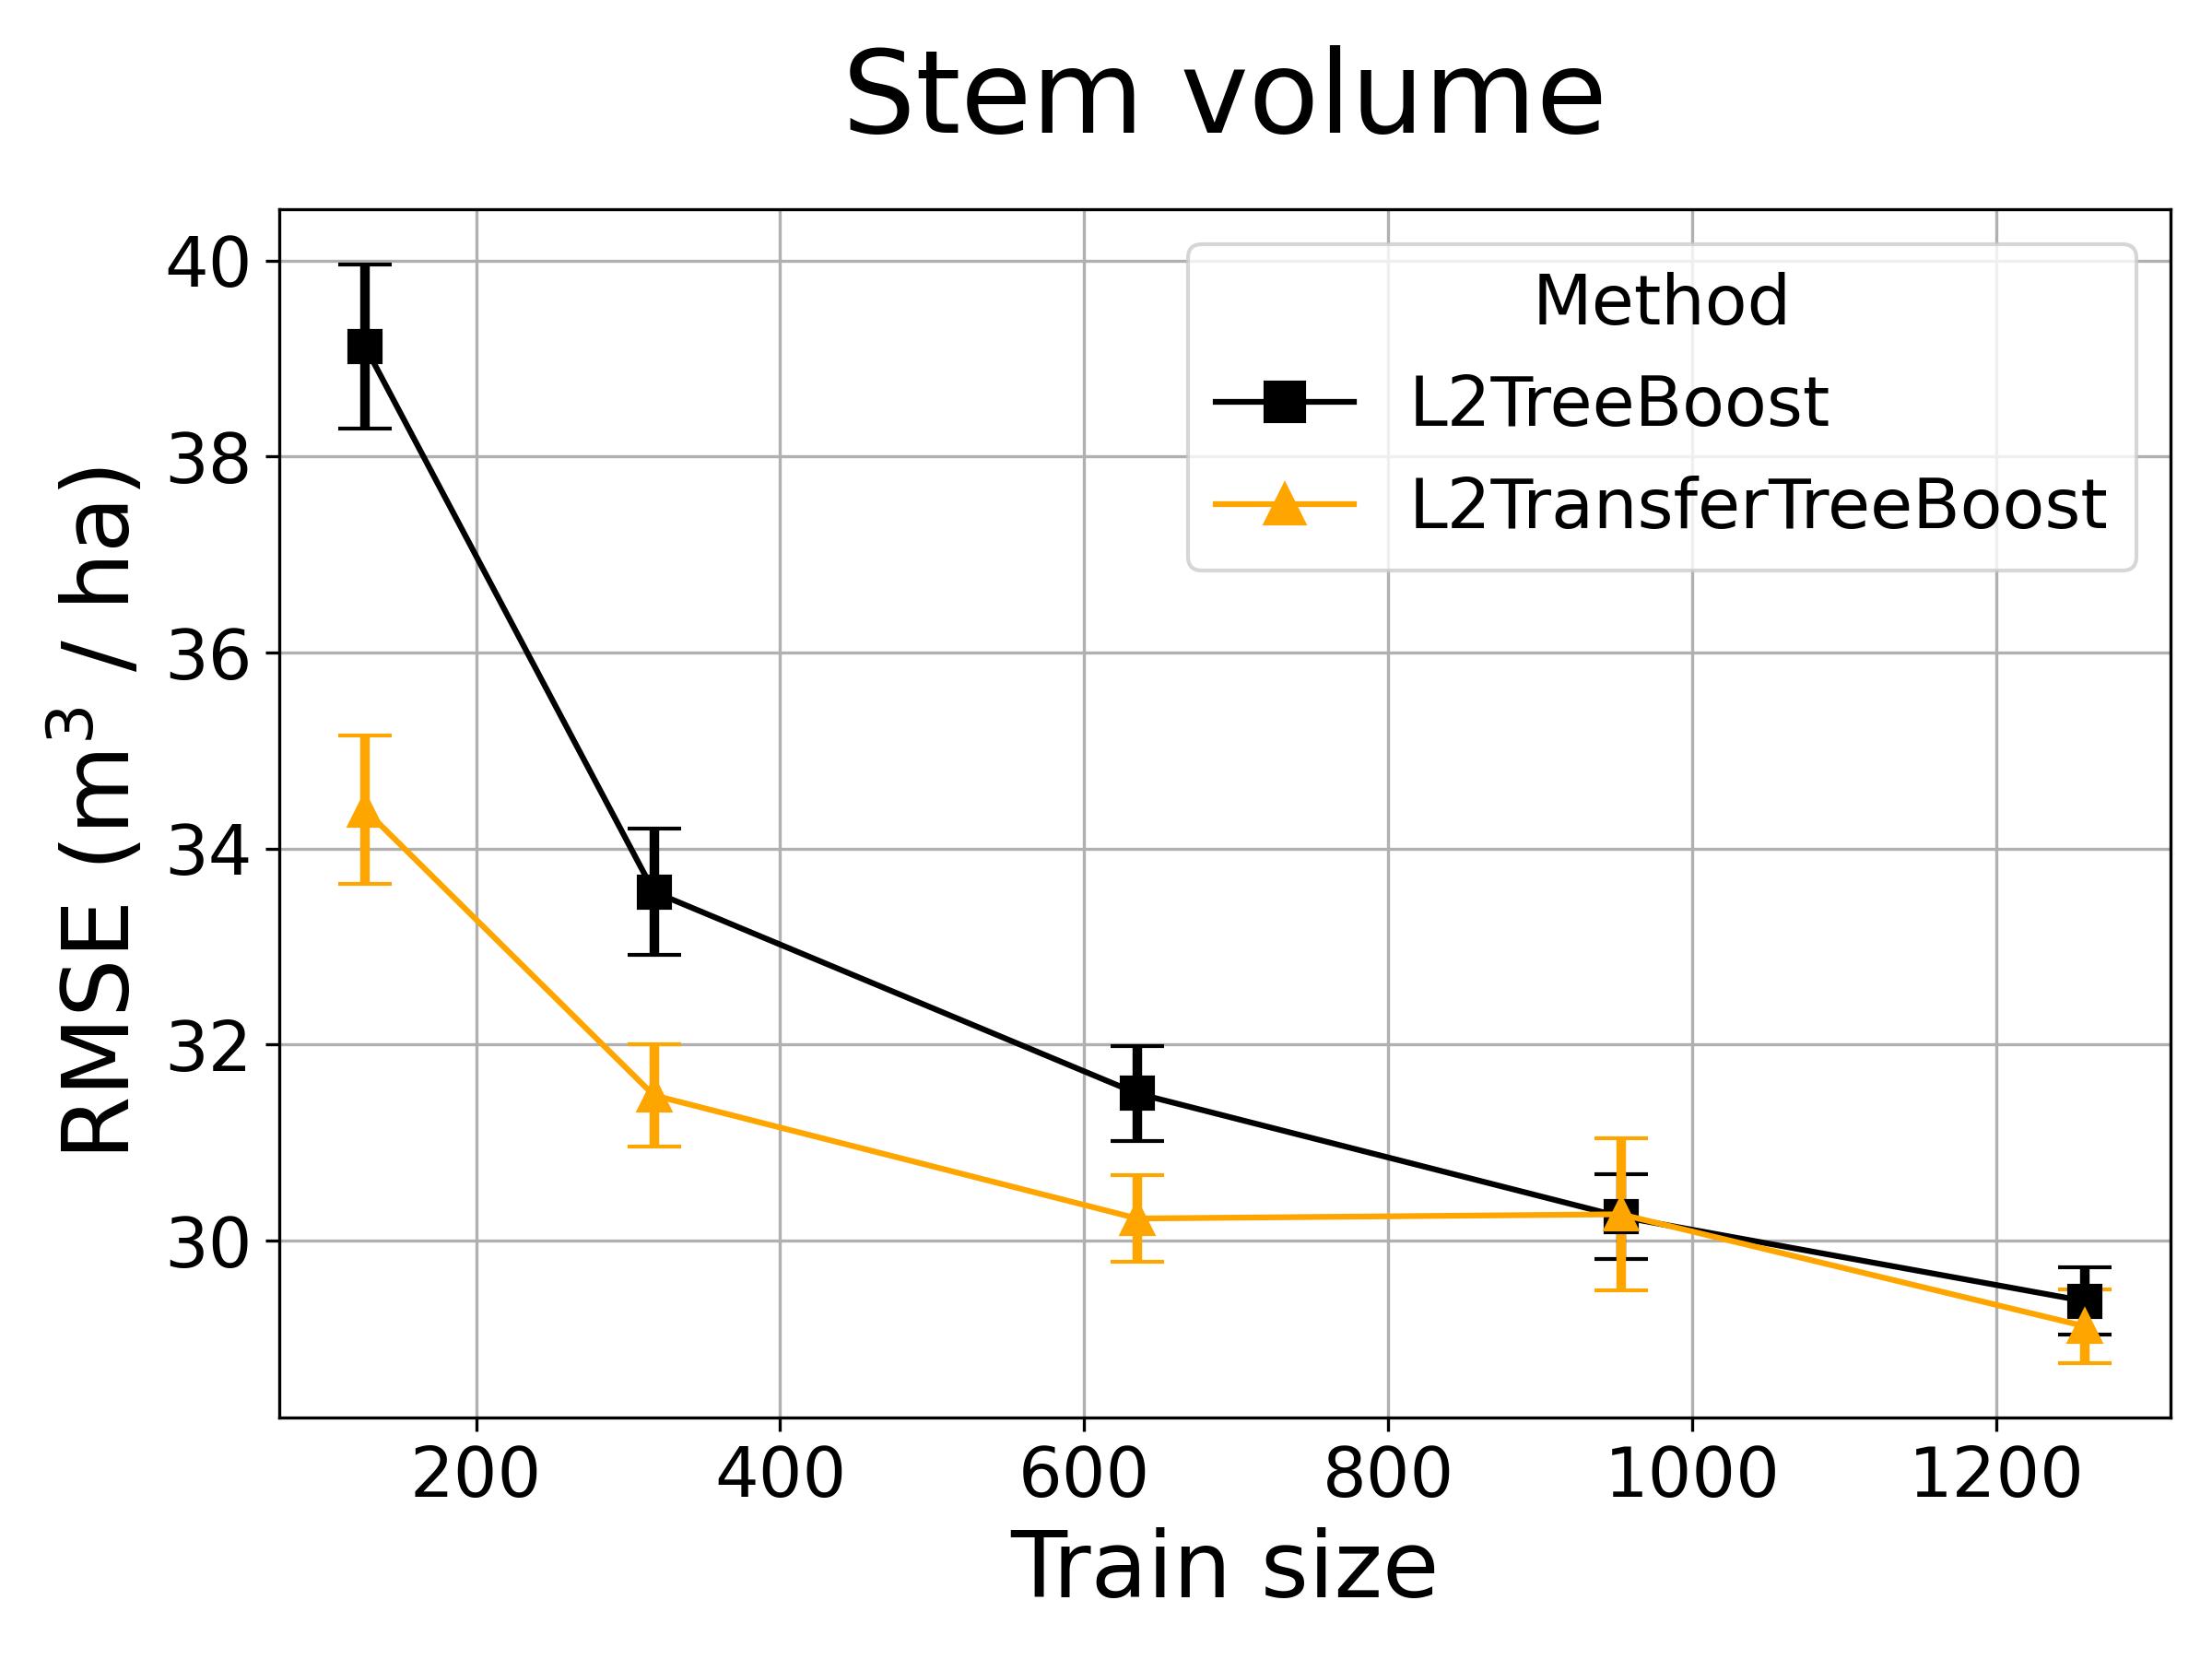 Stem volume
RMSE (m³ / ha)
40
38
36
34
32
30
Method
L2TreeBoost
L2TransferTreeBoost
200 400 600 800 1000 1200
Train size